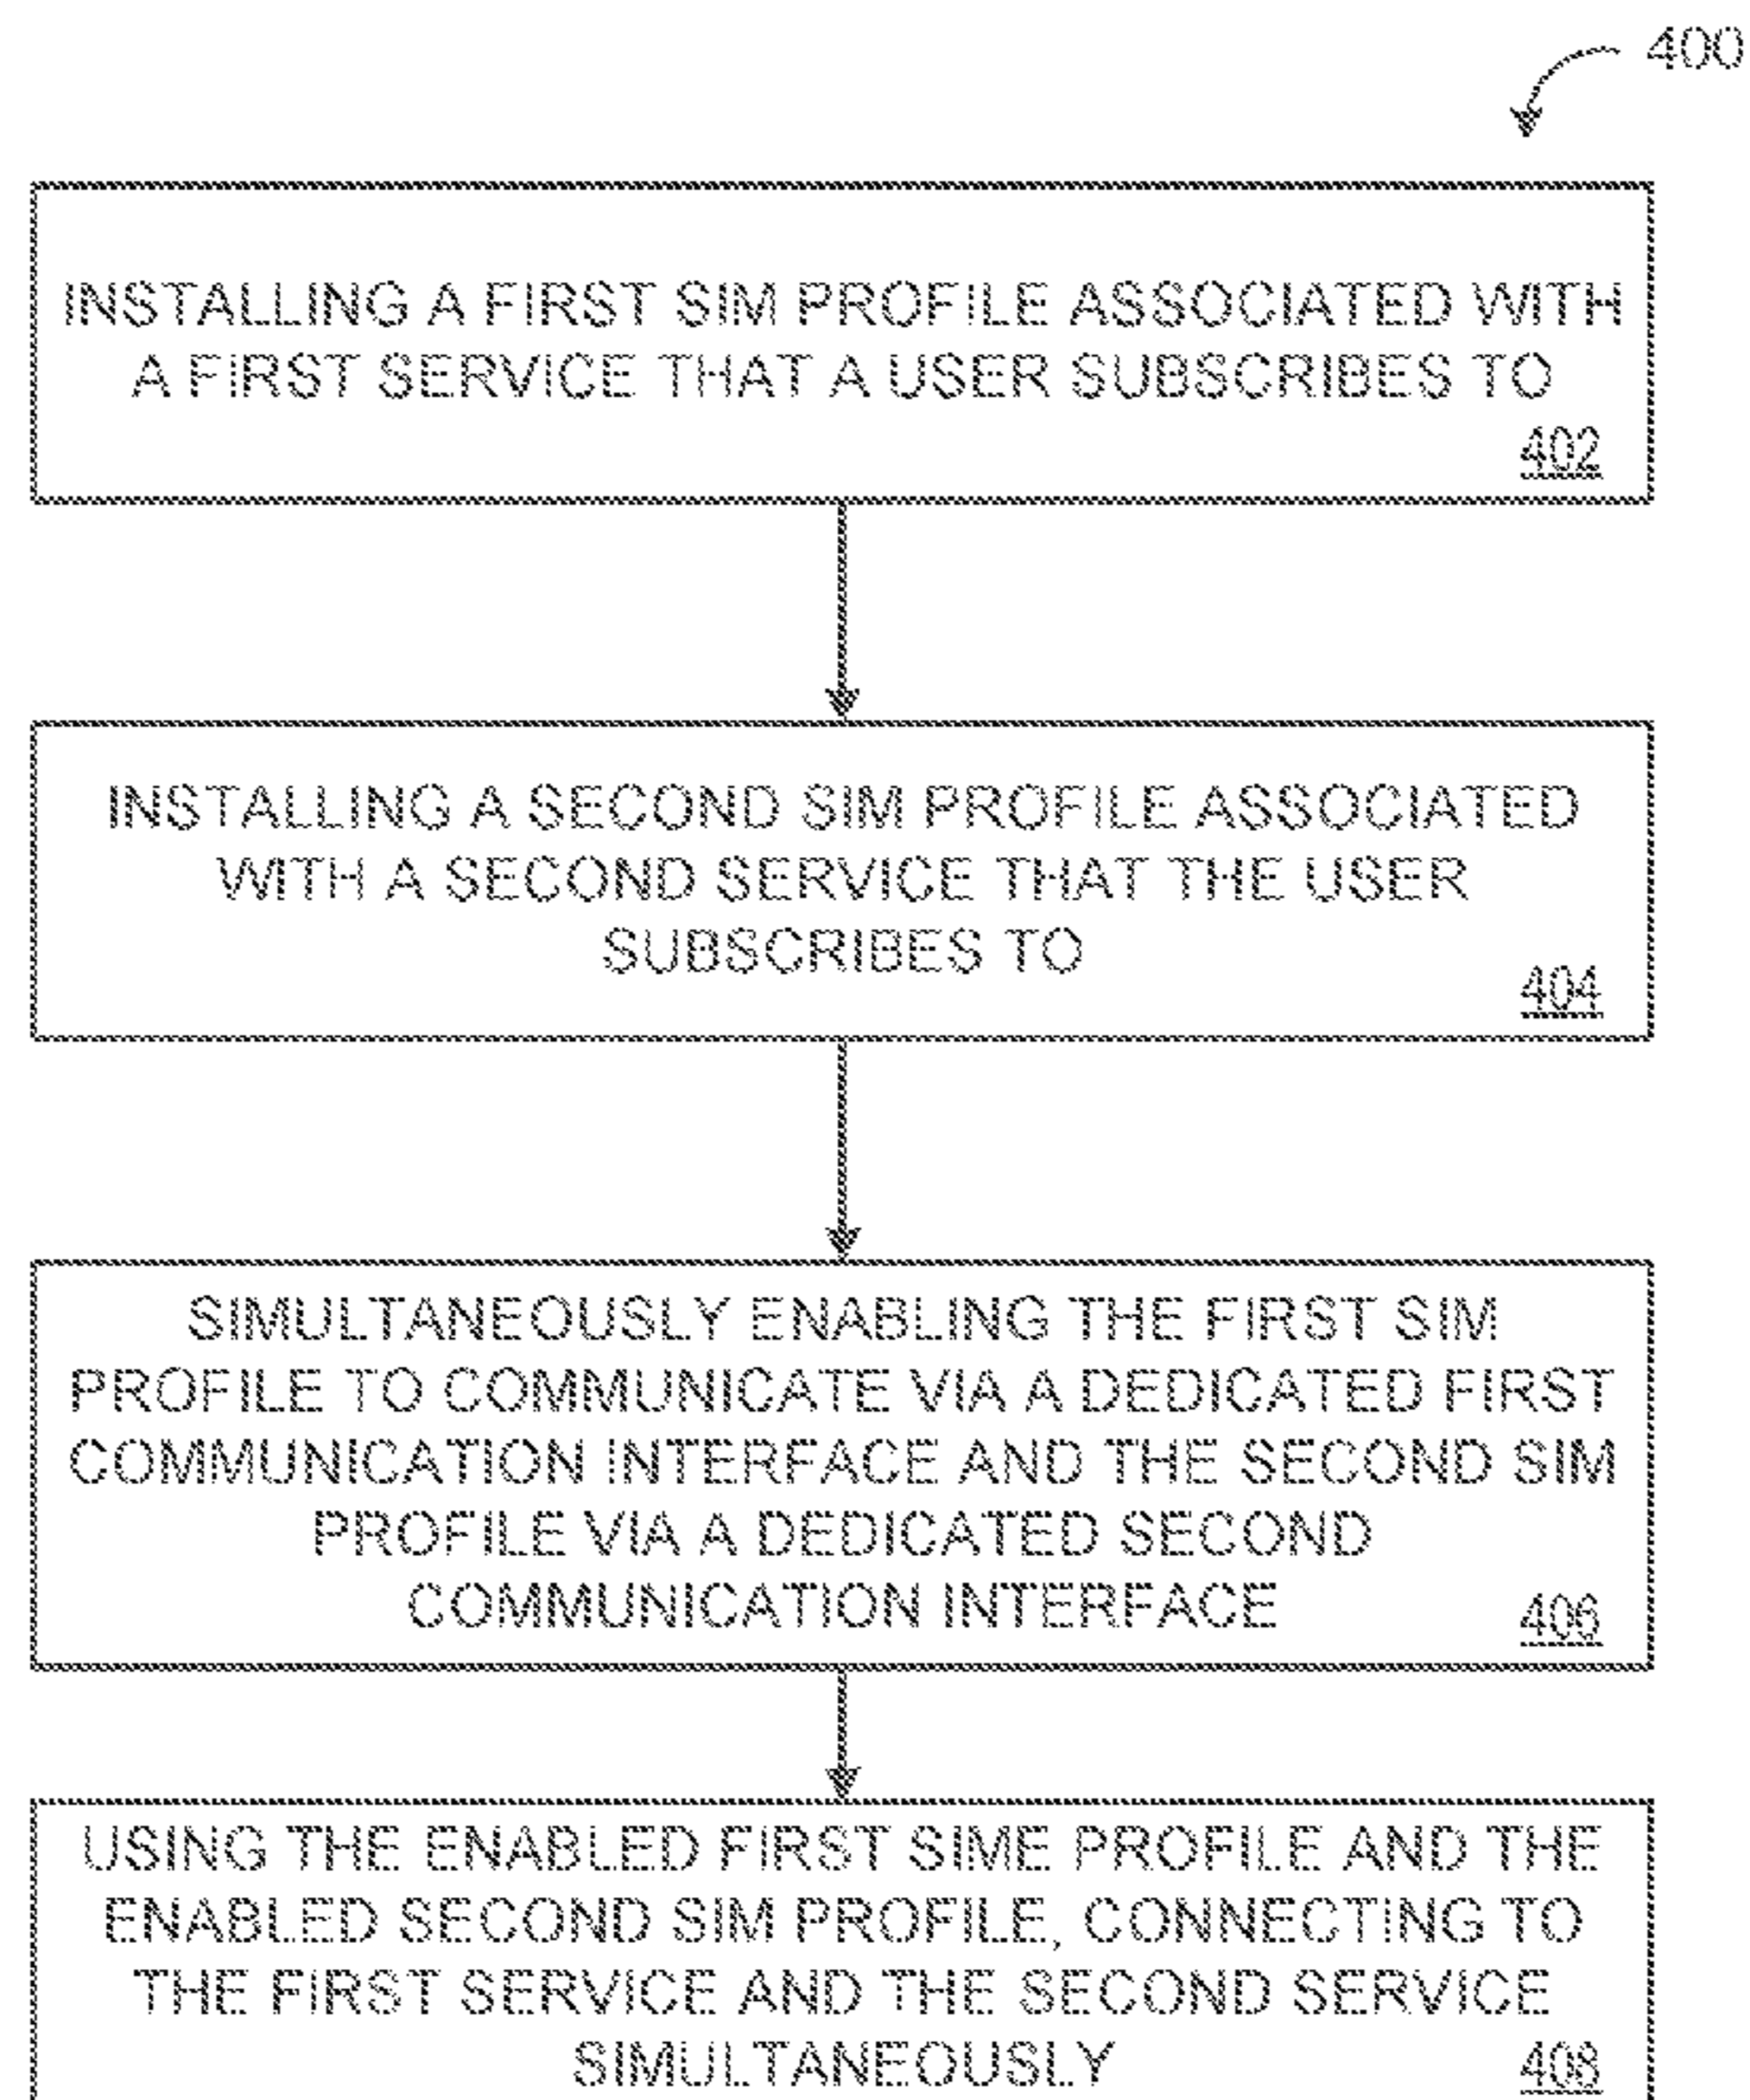 400
INSTALLING A FIRST SIM PROFILE ASSOCIATED WITH
A FIRST SERVICE THAT A USER SUBSCRIBES TO
402
INSTALLING A SECOND SIM PROFILE ASSOCIATED
WITH A SECOND SERVICE THAT THE USER
SUBSCRIBES TO
404
SIMULTANEOUSLY ENABLING THE FIRST SIM
PROFILE TO COMMUNICATE VIA A DEDICATED FIRST
COMMUNICATION INTERFACE AND THE SECOND SIM
PROFILE VIA A DEDICATED SECOND
COMMUNICATION INTERFACE
406
USING THE ENABLED FIRST SIME PROFILE AND THE
ENABLED SECOND SIM PROFILE, CONNECTING TO
THE FIRST SERVICE AND THE SECOND SERVICE
SIMULTANEOUSLY
408